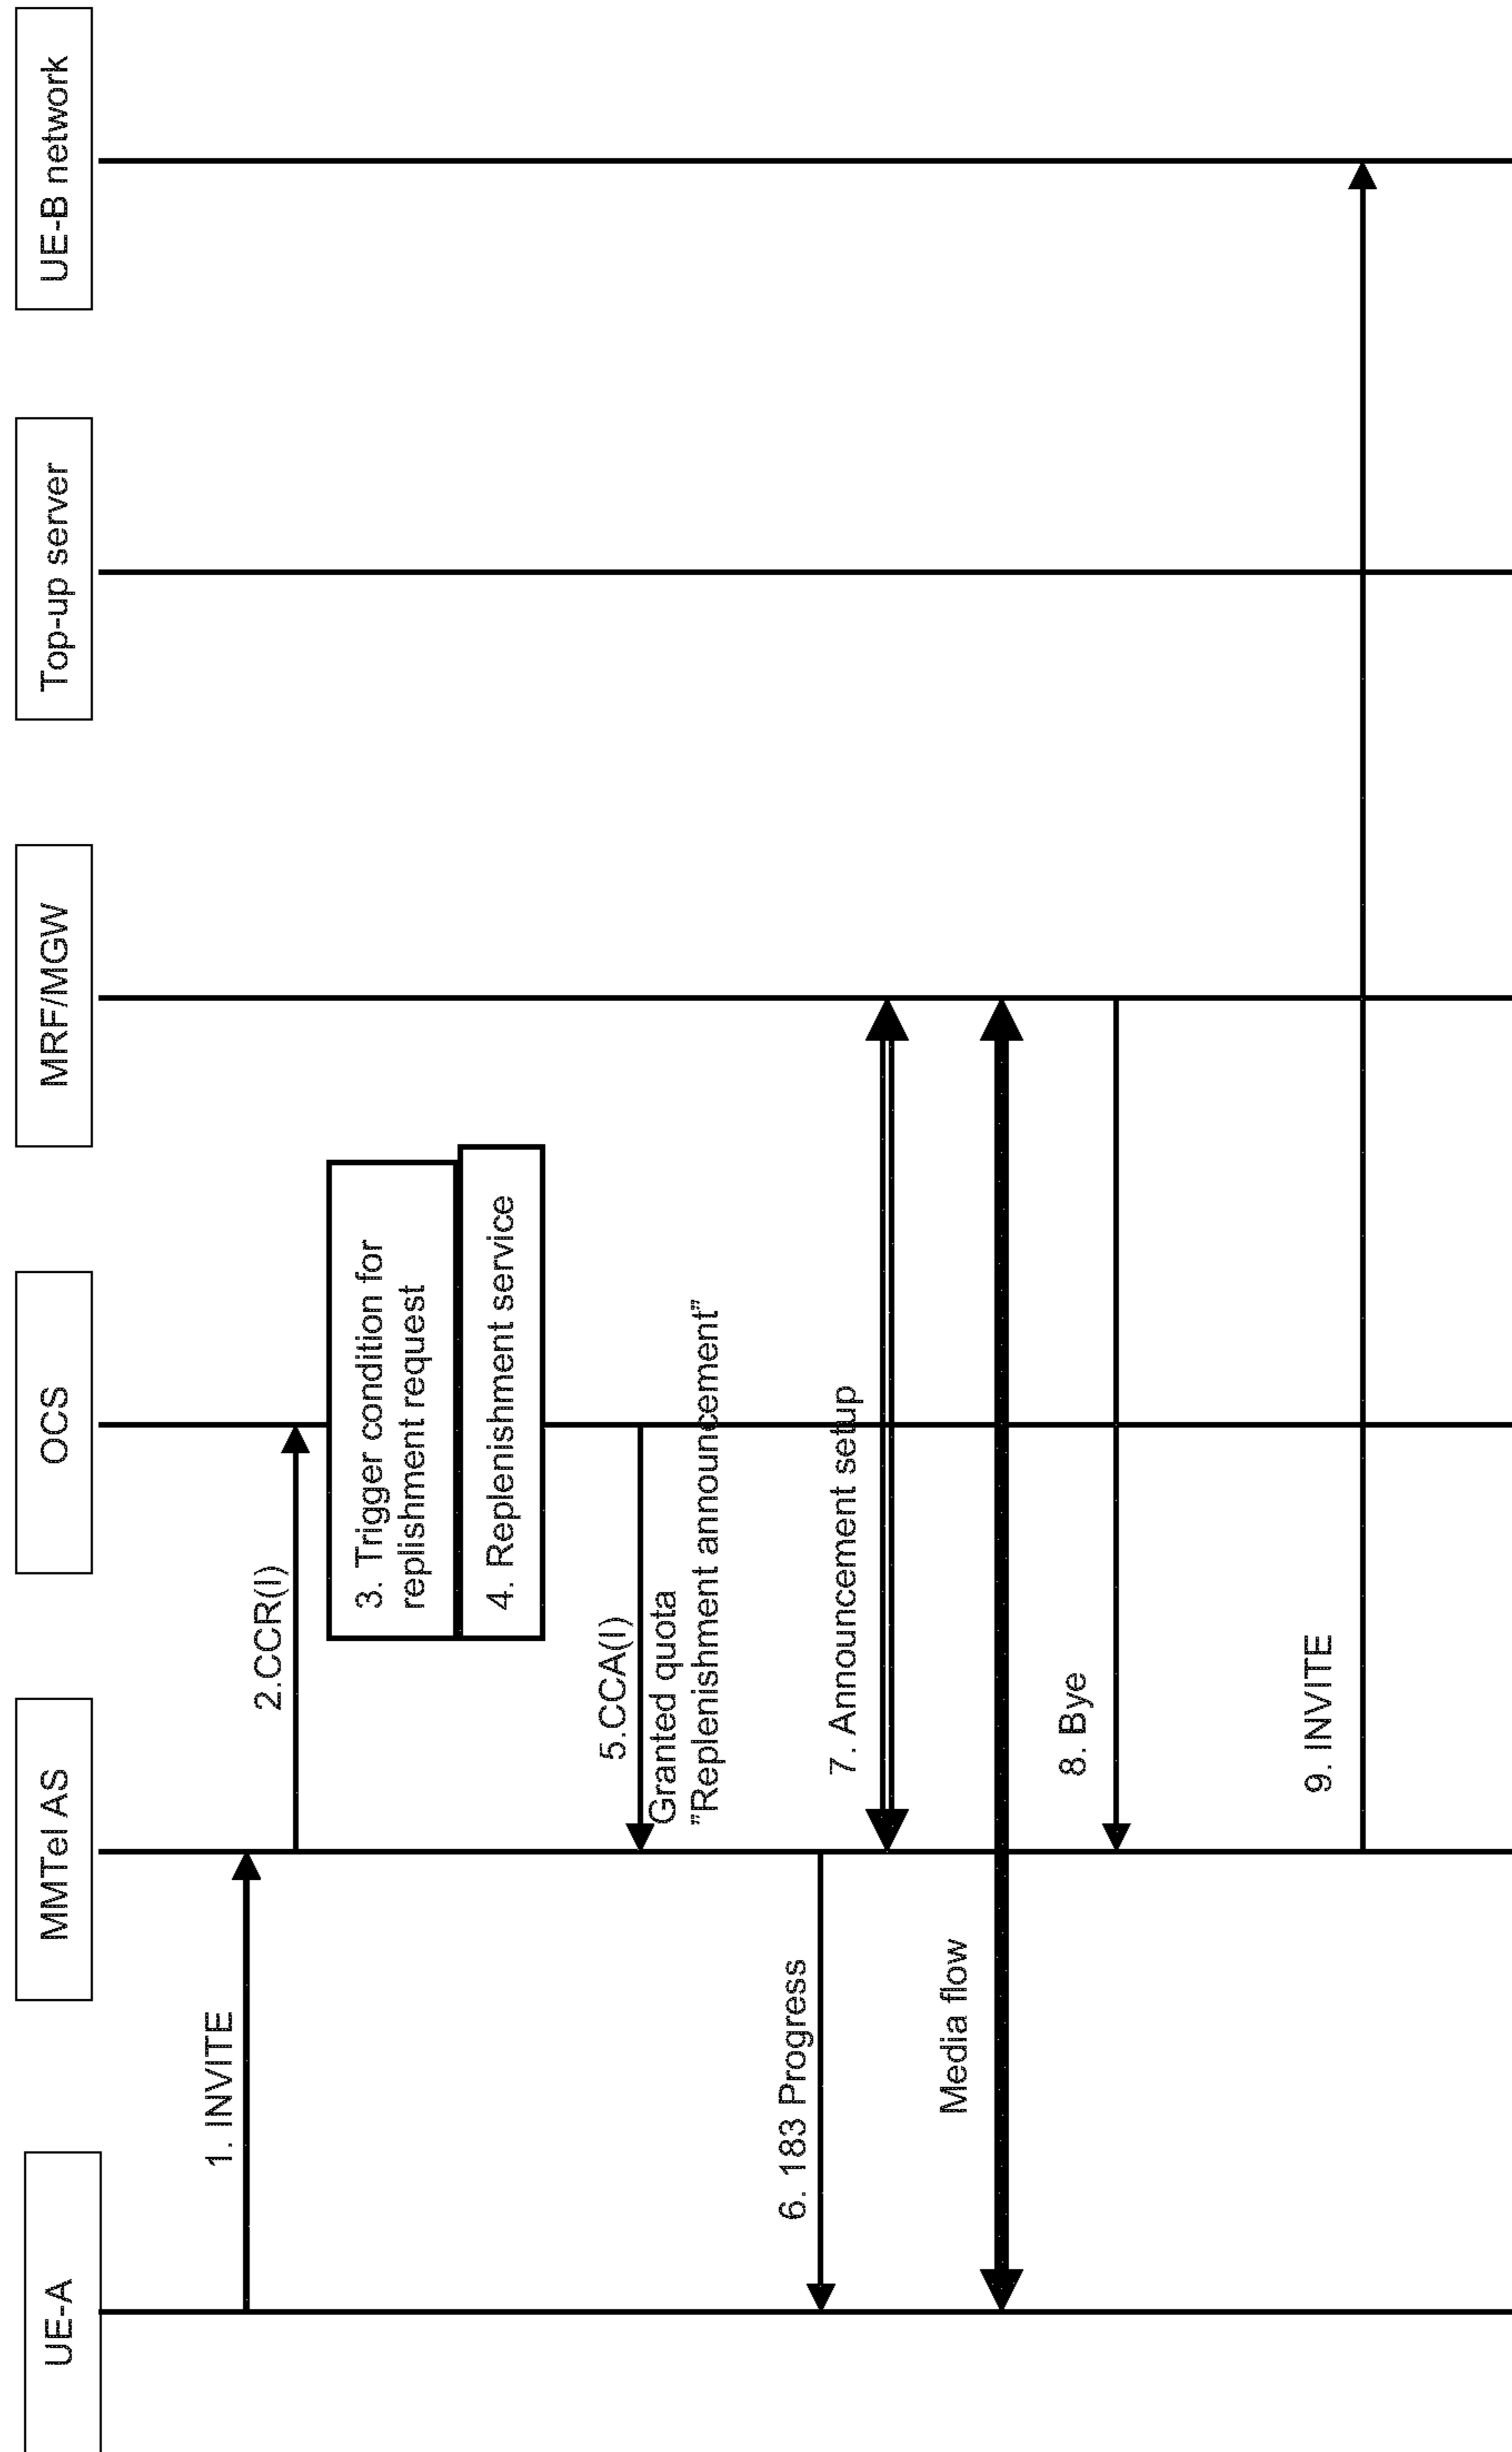 UE-A
MMTel AS
OCS
MRF/MGW
Top-up server
UE-B network
1. INVITE
2.CCR(I)
3. Trigger condition for
replishment request
4. Replenishment service
5.CCA(I)
Granted quota
"Replenishment announcement"
6. 183 Progress
7. Announcement setup
Media flow
8. Bye
9. INVITE